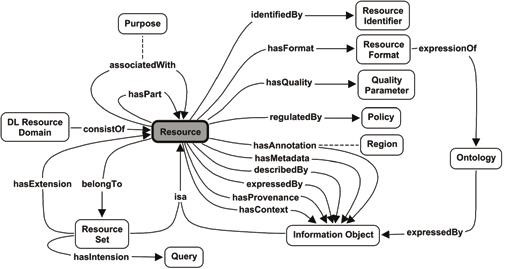 Purpose
identifiedBy
Resource
Identifier
associatedWith
hasFormat
Resource
Format
expressionOf
hasPart
hasQuality
Quality
Parameter
DL Resource
Domain
consistOf
Resource
regulatedBy
Policy
hasAnnotation
Region
hasMetadata
Ontology
describedBy
hasExtension
belongTo
expressedBy
isa
hasProvenance
hasContext
Resource
Set
Information Object
expressedBy
hasIntension
Query